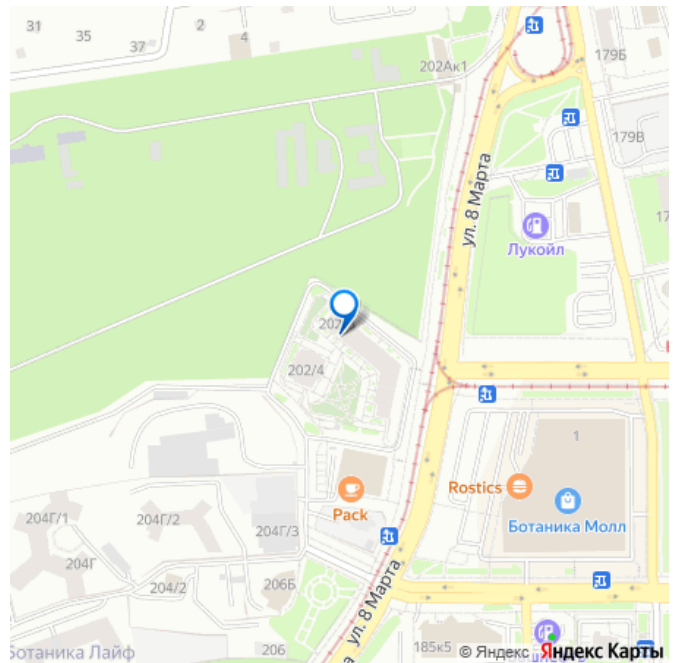 31
35
37
2
4
202Ак1
179Б
179В
ул. 8 Марта
Лукойл
202/4
Rostics
1
Ботаника Молл
Pack
204Г/1
204Г/2
204Г/3
204Г
204/2
206Б
206
ул. 8 Марта
185к5
Ботаника Лайф
© Яндекс
Яндекс Карты